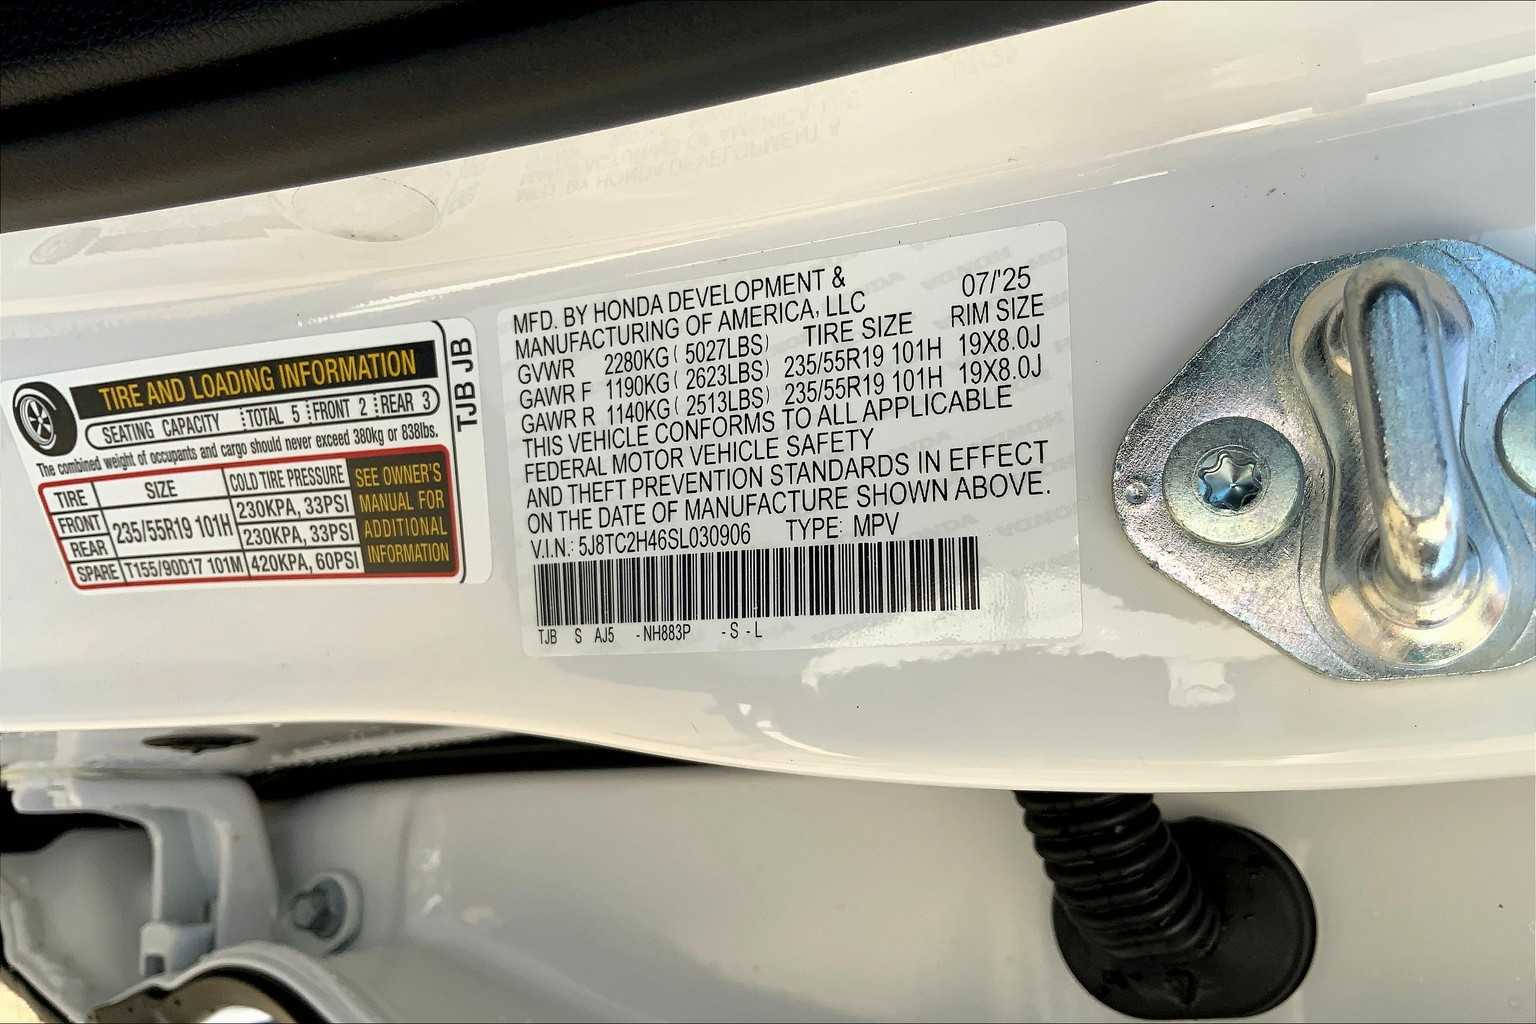 TIRE AND LOADING INFORMATION
SEATING CAPACITY TOTAL 5 FRONT 2 REAR 3
The combined weight of occupants and cargo should never exceed 380kg or 838lbs.
TIRE SIZE COLD TIRE PRESSURE
FRONT 235/55R19 101H 230KPA, 33PSI
REAR 230KPA, 33PSI
SPARE T155/90D17 101M 420KPA, 60PSI
SEE OWNER'S
MANUAL FOR
ADDITIONAL
INFORMATION
TJB JB
MFD. BY HONDA DEVELOPMENT &
MANUFACTURING OF AMERICA, LLC
07/'25
TIRE SIZE RIM SIZE
GVWR 2280KG ( 5027LBS)
GAWR F 1190KG ( 2623LBS) 235/55R19 101H 19X8.0J
GAWR R 1140KG ( 2513LBS) 235/55R19 101H 19X8.0J
THIS VEHICLE CONFORMS TO ALL APPLICABLE
FEDERAL MOTOR VEHICLE SAFETY
AND THEFT PREVENTION STANDARDS IN EFFECT
ON THE DATE OF MANUFACTURE SHOWN ABOVE.
V.I.N.: 5J8TC2H46SL030906 TYPE: MPV
TJB S AJ5 -NH883P -S-L